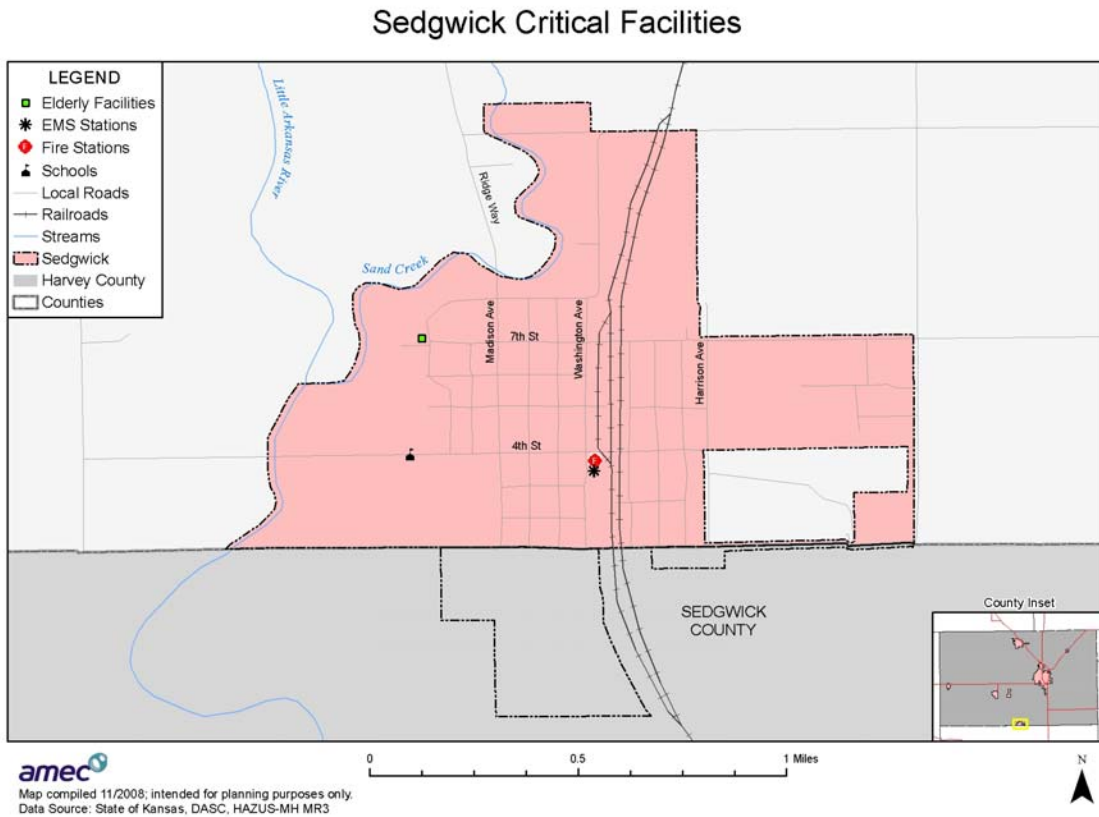 Sedgwick Critical Facilities
LEGEND
Elderly Facilities
EMS Stations
F
Fire Stations
Schools
Local Roads
Railroads
Streams
Sedgwick
Harvey County
Counties
Little Arkansas River
Ridge Way
Sand Creek
Madison Ave
7th St
Washington Ave
Harrison Ave
4th St
F
SEDGWICK
COUNTY
County Inset
amec
Map compiled 11/2008; intended for planning purposes only.
Data Source: State of Kansas, DASC, HAZUS-MH MR3
0 0.5 1 Miles
N